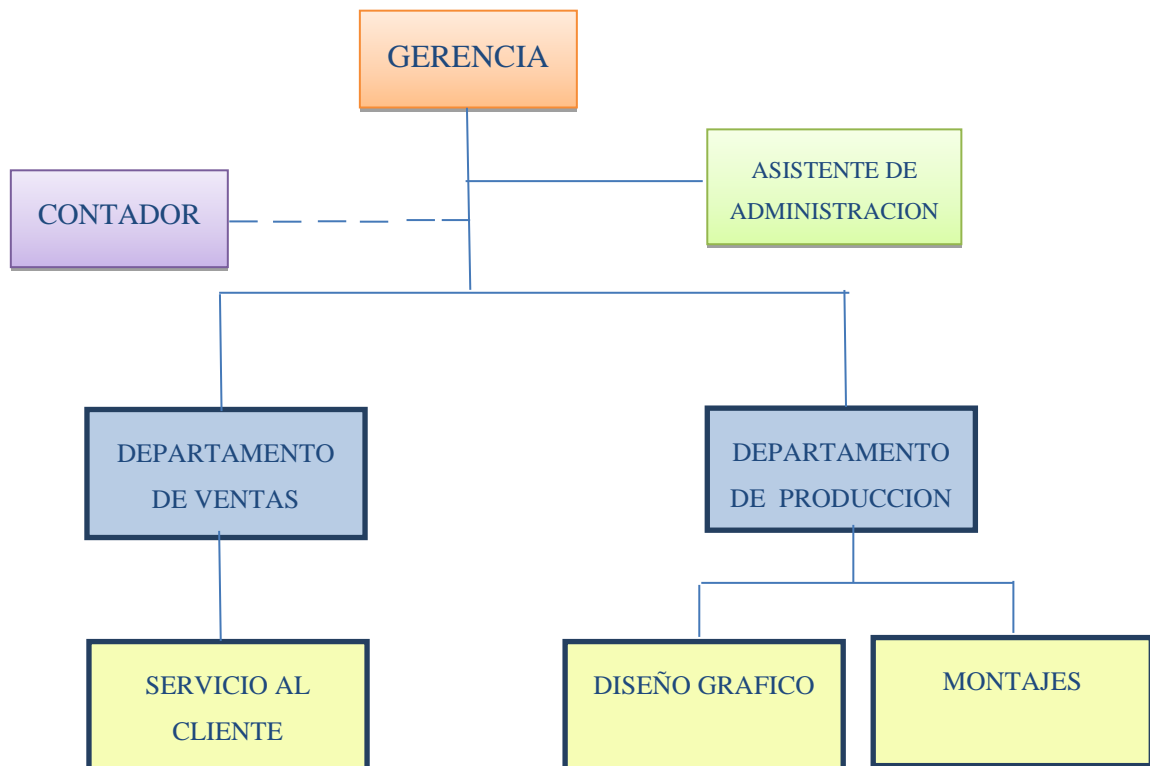 GERENCIA
ASISTENTE DE
ADMINISTRACION
CONTADOR
DEPARTAMENTO
DE VENTAS
DEPARTAMENTO
DE PRODUCCION
SERVICIO AL
CLIENTE
DISEÑO GRAFICO
MONTAJES